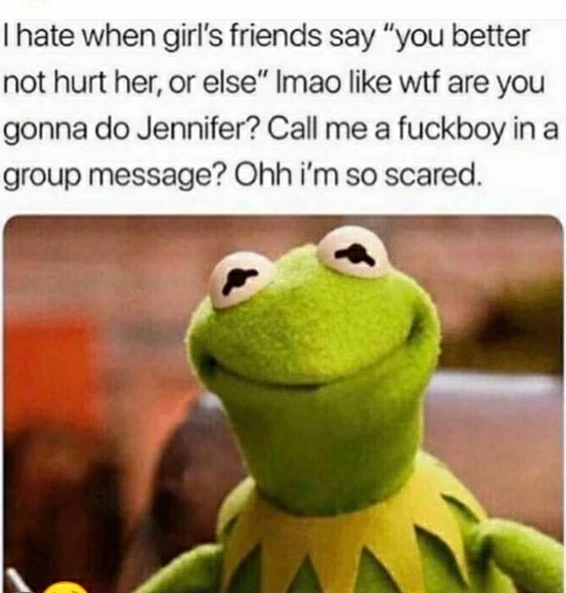 I hate when girl's friends say "you better
not hurt her, or else" lmao like wtf are you
gonna do Jennifer? Call me a fuckboy in a
group message? Ohh i'm so scared.